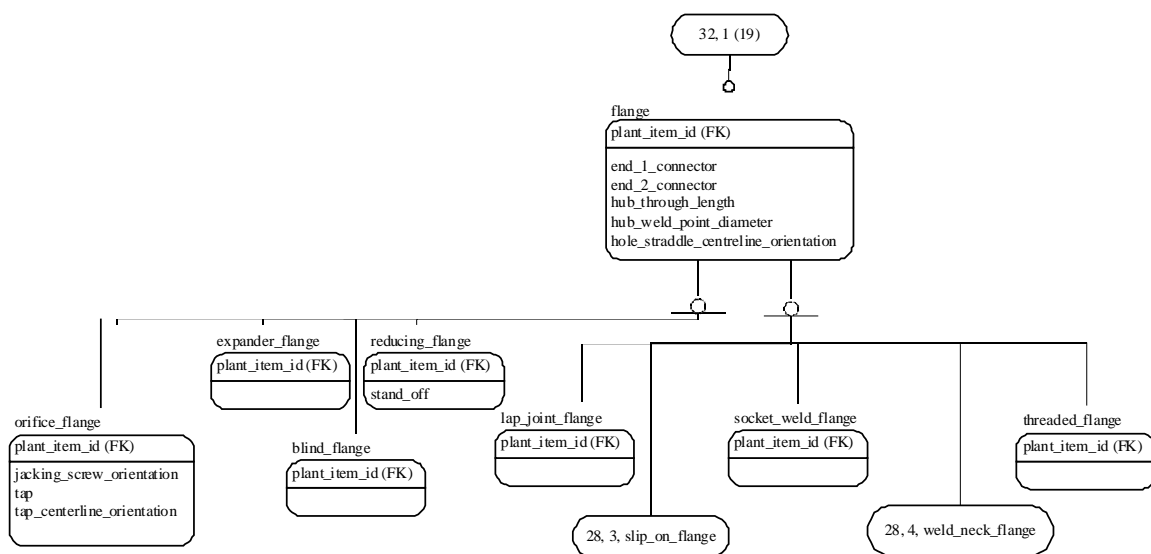 32, 1 (19)
flange
plant_item_id (FK)
end_1_connector
end_2_connector
hub_through_length
hub_weld_point_diameter
hole_straddle_centreline_orientation
expander_flange
plant_item_id (FK)
reducing_flange
plant_item_id (FK)
stand_off
orifice_flange
plant_item_id (FK)
jacking_screw_orientation
tap
tap_centerline_orientation
blind_flange
plant_item_id (FK)
lap_joint_flange
plant_item_id (FK)
socket_weld_flange
plant_item_id (FK)
threaded_flange
plant_item_id (FK)
28, 3, slip_on_flange
28, 4, weld_neck_flange